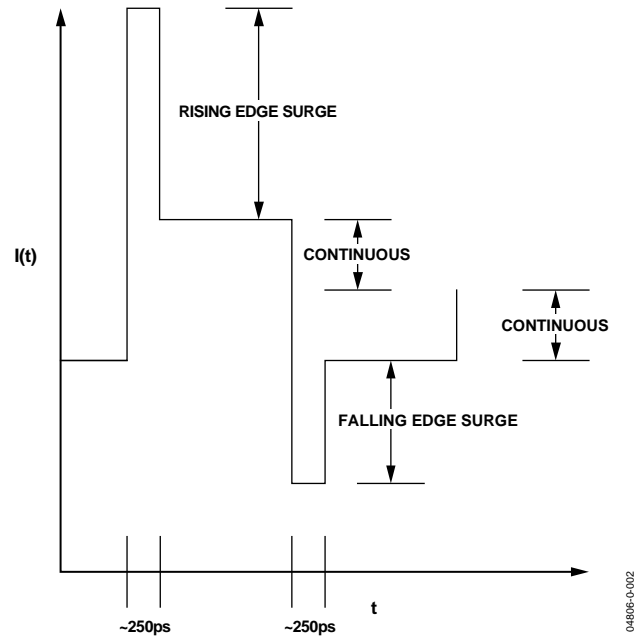 RISING EDGE SURGE
I(t)
CONTINUOUS
CONTINUOUS
FALLING EDGE SURGE
t
~250ps
~250ps
04806-0-002